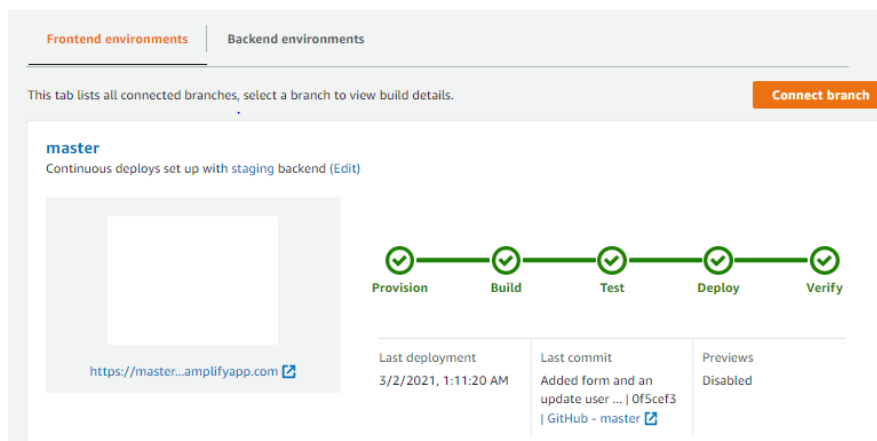 Frontend environments
Backend environments
This tab lists all connected branches, select a branch to view build details.
Connect branch
master
Continuous deploys set up with staging backend (Edit)
Provision
Build
Test
Deploy
Verify
https://master...amplifyapp.com
Last deployment
3/2/2021, 1:11:20 AM
Last commit
Added form and an
update user ... | 0f5cef3
| GitHub - master
Previews
Disabled